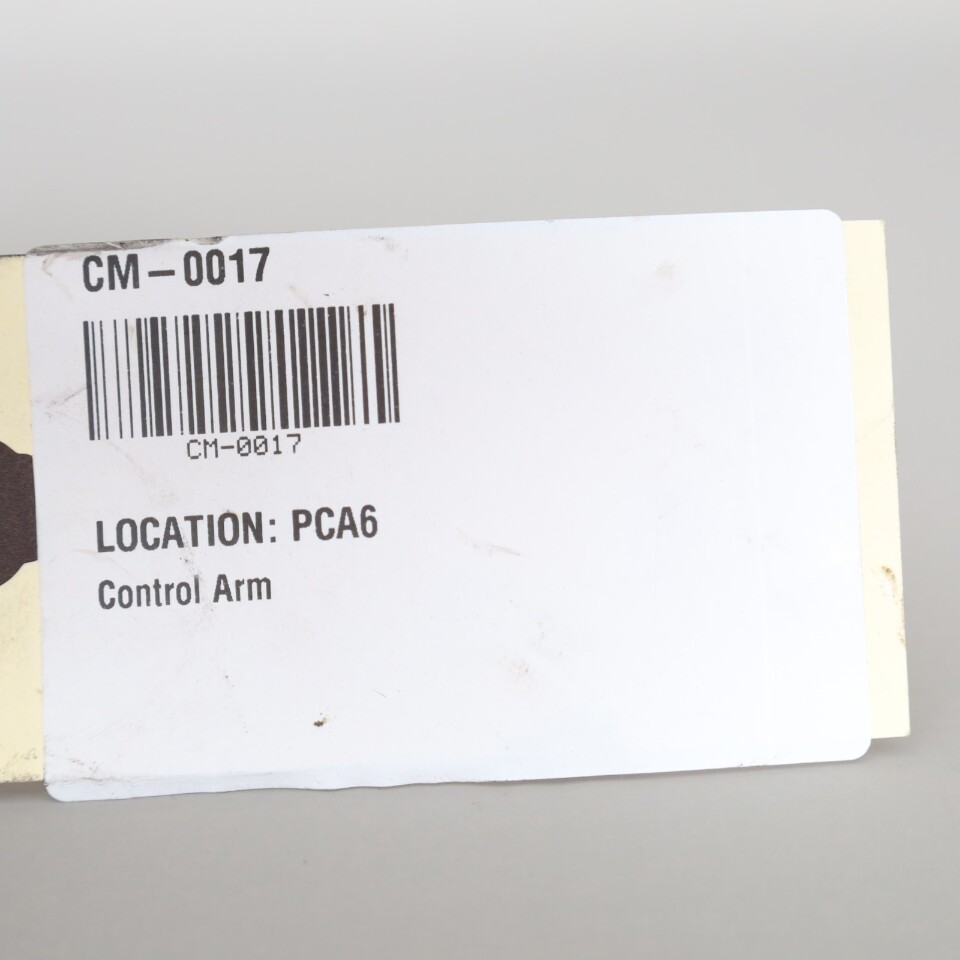 CM-0017
CM-0017
LOCATION: PCA6
Control Arm